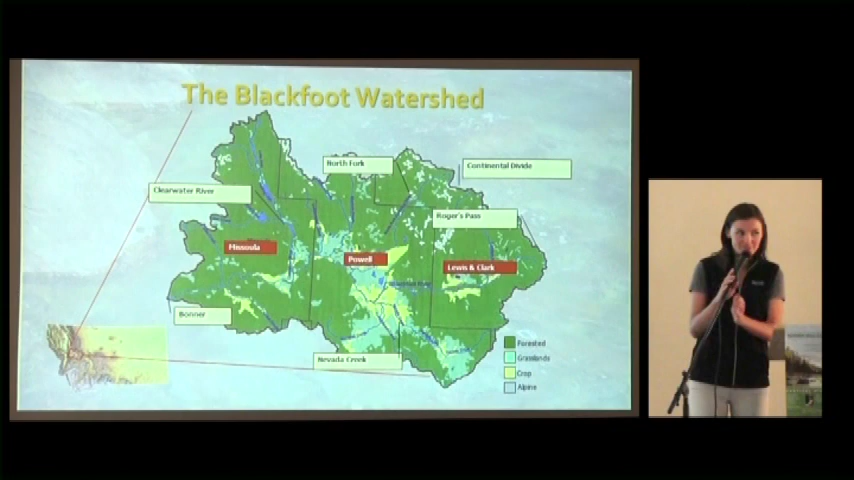 The Blackfoot Watershed
North Fork
Continental Divide
Clearwater River
Roger's Pass
Missoula
Powell
Lewis & Clark
Bonner
Nevada Creek
Forested
Grasslands
Crop
Alpine